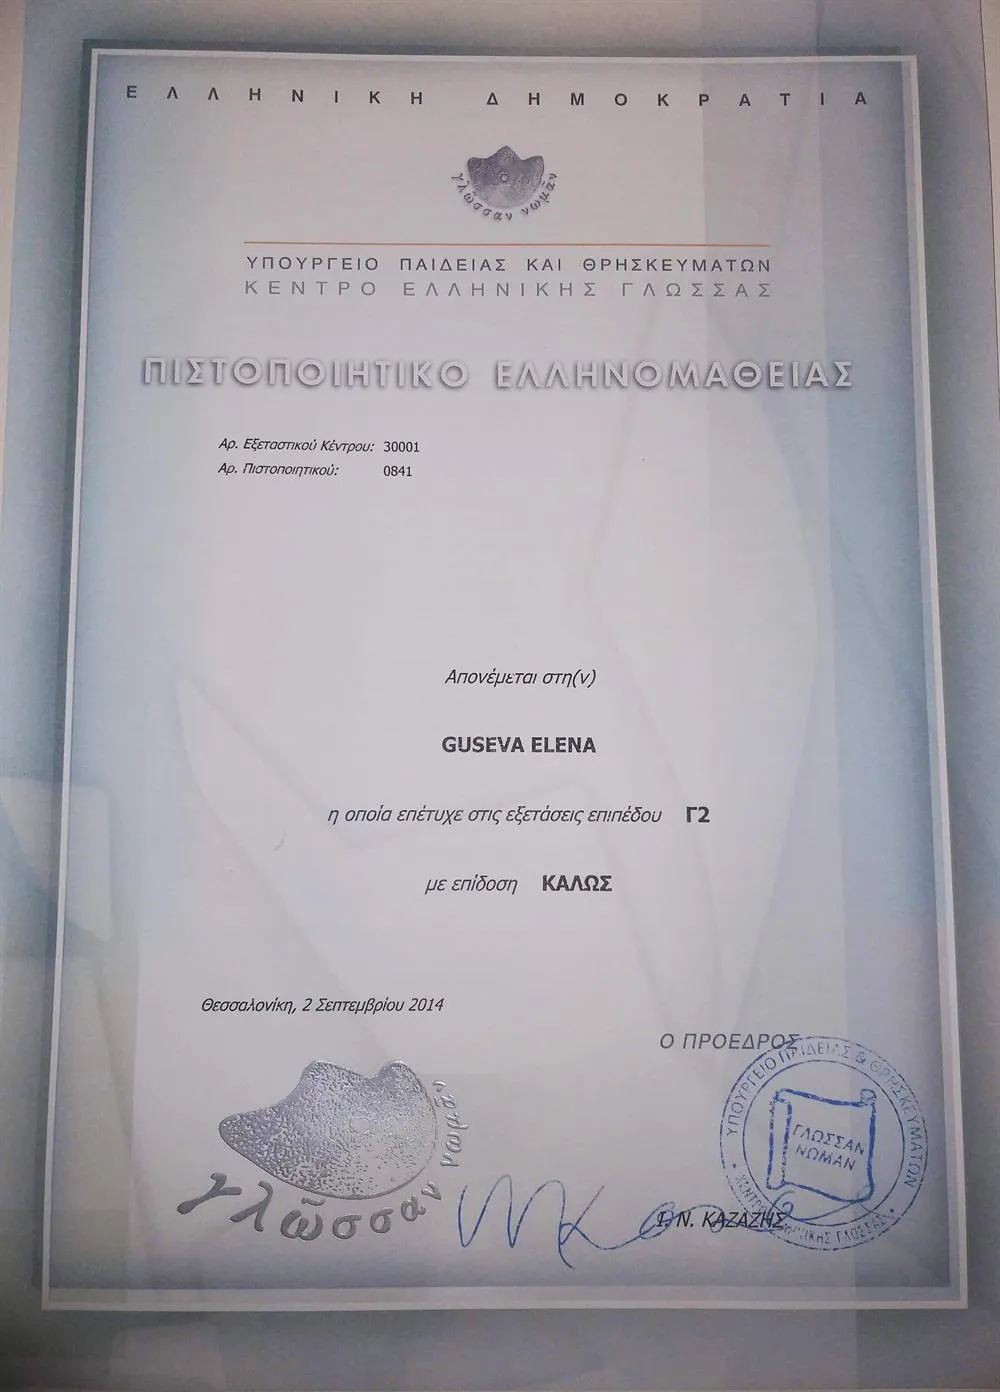 ΕΛΛΗΝΙΚΗ ΔΗΜΟΚΡΑΤΙΑ
γλῶσσαν νωμᾶν
ΥΠΟΥΡΓΕΙΟ ΠΑΙΔΕΙΑΣ ΚΑΙ ΘΡΗΣΚΕΥΜΑΤΩΝ
ΚΕΝΤΡΟ ΕΛΛΗΝΙΚΗΣ ΓΛΩΣΣΑΣ
ΠΙΣΤΟΠΟΙΗΤΙΚΟ ΕΛΛΗΝΟΜΑΘΕΙΑΣ
Αρ. Εξεταστικού Κέντρου: 30001
Αρ. Πιστοποιητικού: 0841
Απονέμεται στη(ν)
GUSEVA ELENA
η οποία επέτυχε στις εξετάσεις επιπέδου Γ2
με επίδοση ΚΑΛΩΣ
Θεσσαλονίκη, 2 Σεπτεμβρίου 2014
Ο ΠΡΟΕΔΡΟΣ
ΥΠΟΥΡΓΕΙΟ ΠΑΙΔΕΙΑΣ & ΘΡΗΣΚΕΥΜΑΤΩΝ
ΓΛΩΣΣΑΝ
ΝΩΜΑΝ
γλῶσσαν νωμᾶν
Ι. Ν. ΚΑΖΑΖΗΣ